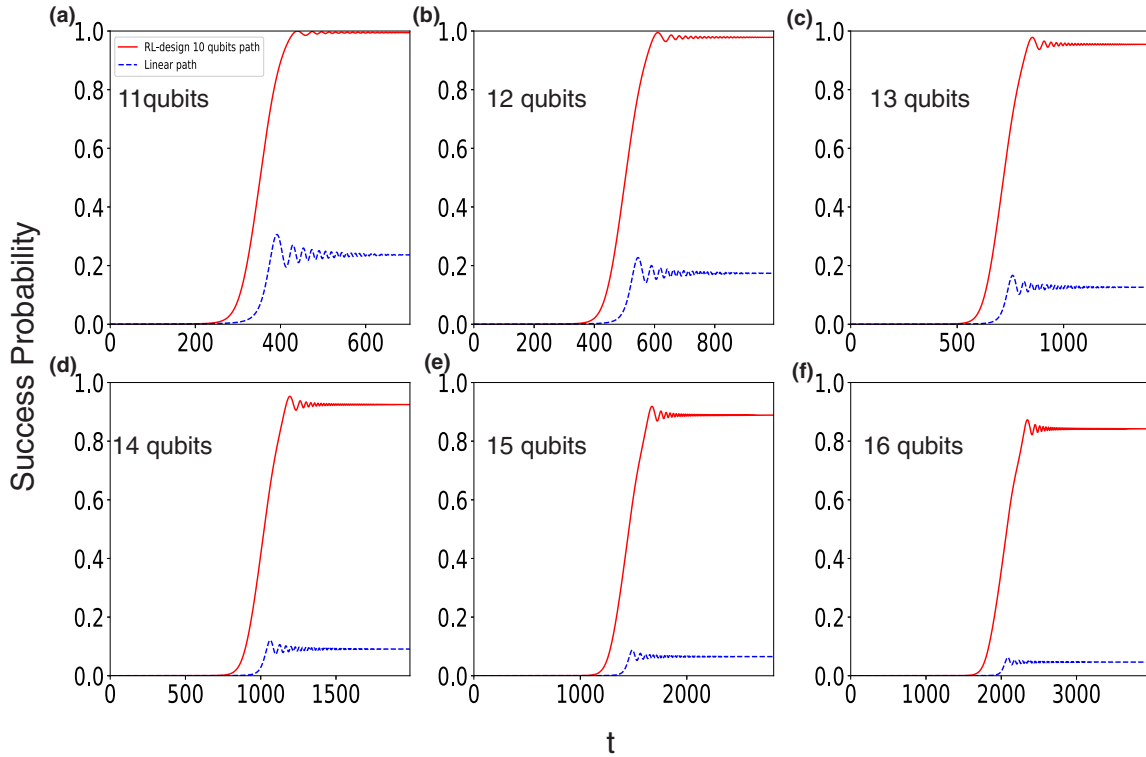 (a)
1.0
0.8
0.6
0.4
0.2
0.0
0 200 400 600
RL-design 10 qubits path
Linear path
11qubits
(b)
1.0
0.8
0.6
0.4
0.2
0.0
0 200 400 600 800
12 qubits
(c)
1.0
0.8
0.6
0.4
0.2
0.0
0 500 1000
13 qubits
Success Probability
(d)
1.0
0.8
0.6
0.4
0.2
0.0
0 500 1000 1500
14 qubits
(e)
1.0
0.8
0.6
0.4
0.2
0.0
0 1000 2000
15 qubits
(f)
1.0
0.8
0.6
0.4
0.2
0.0
0 1000 2000 3000
16 qubits
t